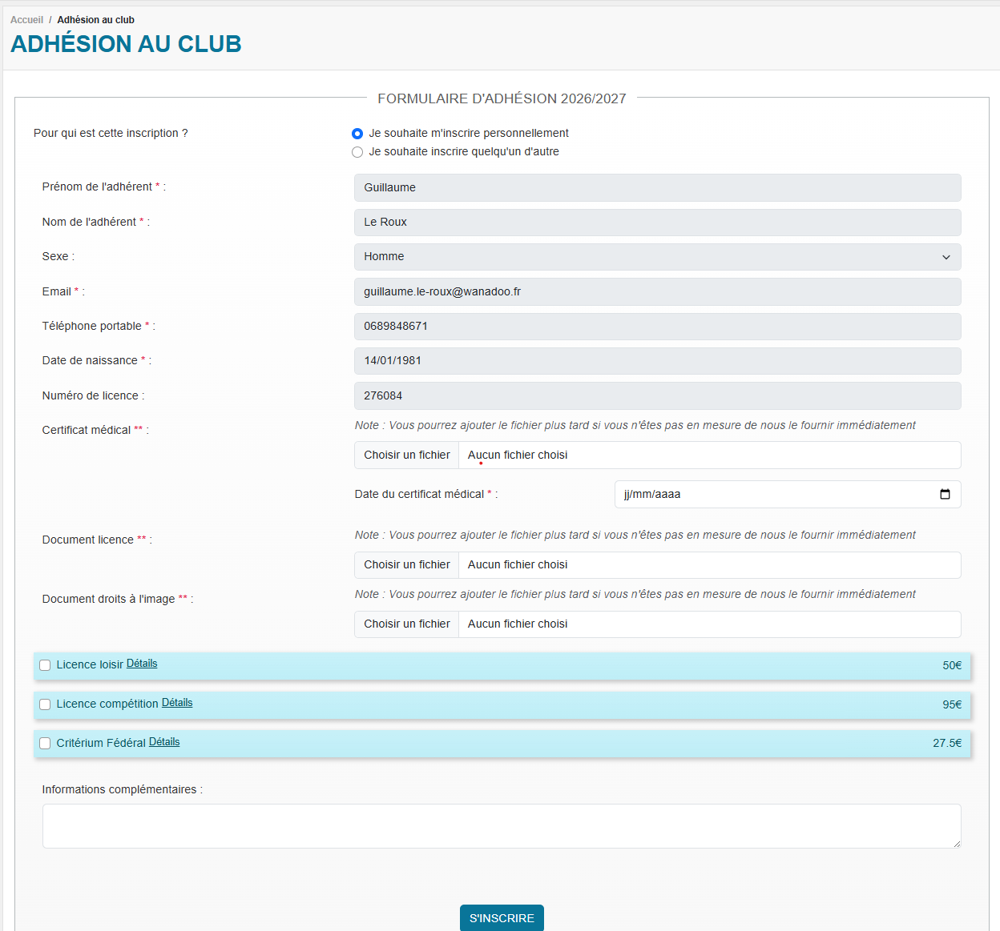 Accueil / Adhésion au club
ADHÉSION AU CLUB
FORMULAIRE D'ADHÉSION 2026/2027
Pour qui est cette inscription ?
Je souhaite m'inscrire personnellement
Je souhaite inscrire quelqu'un d'autre
Prénom de l'adhérent * : Guillaume
Nom de l'adhérent * : Le Roux
Sexe : Homme
Email * : guillaume.le-roux@wanadoo.fr
Téléphone portable * : 0689848671
Date de naissance * : 14/01/1981
Numéro de licence : 276084
Certificat médical ** : Note : Vous pourrez ajouter le fichier plus tard si vous n'êtes pas en mesure de nous le fournir immédiatement
Choisir un fichier Aucun fichier choisi
Date du certificat médical * : jj/mm/aaaa
Document licence ** : Note : Vous pourrez ajouter le fichier plus tard si vous n'êtes pas en mesure de nous le fournir immédiatement
Choisir un fichier Aucun fichier choisi
Document droits à l'image ** : Note : Vous pourrez ajouter le fichier plus tard si vous n'êtes pas en mesure de nous le fournir immédiatement
Choisir un fichier Aucun fichier choisi
Licence loisir Détails 50€
Licence compétition Détails 95€
Critérium Fédéral Détails 27.5€
Informations complémentaires :
S'INSCRIRE